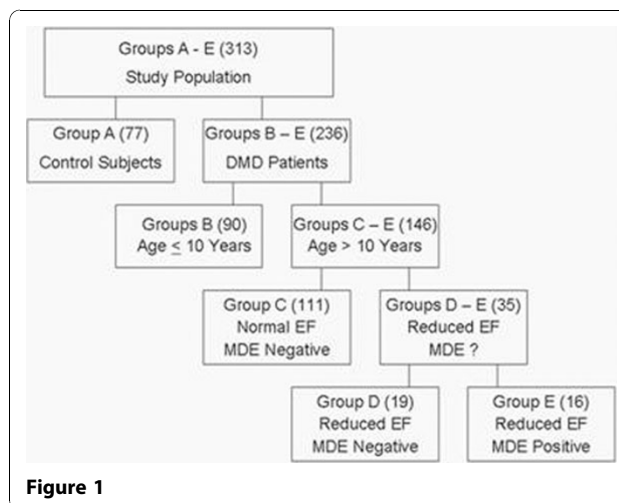 Groups A - E (313)
Study Population
Group A (77)
Control Subjects
Groups B – E (236)
DMD Patients
Groups B (90)
Age ≤ 10 Years
Groups C – E (146)
Age > 10 Years
Group C (111)
Normal EF
MDE Negative
Groups D – E (35)
Reduced EF
MDE ?
Group D (19)
Reduced EF
MDE Negative
Group E (16)
Reduced EF
MDE Positive
Figure 1